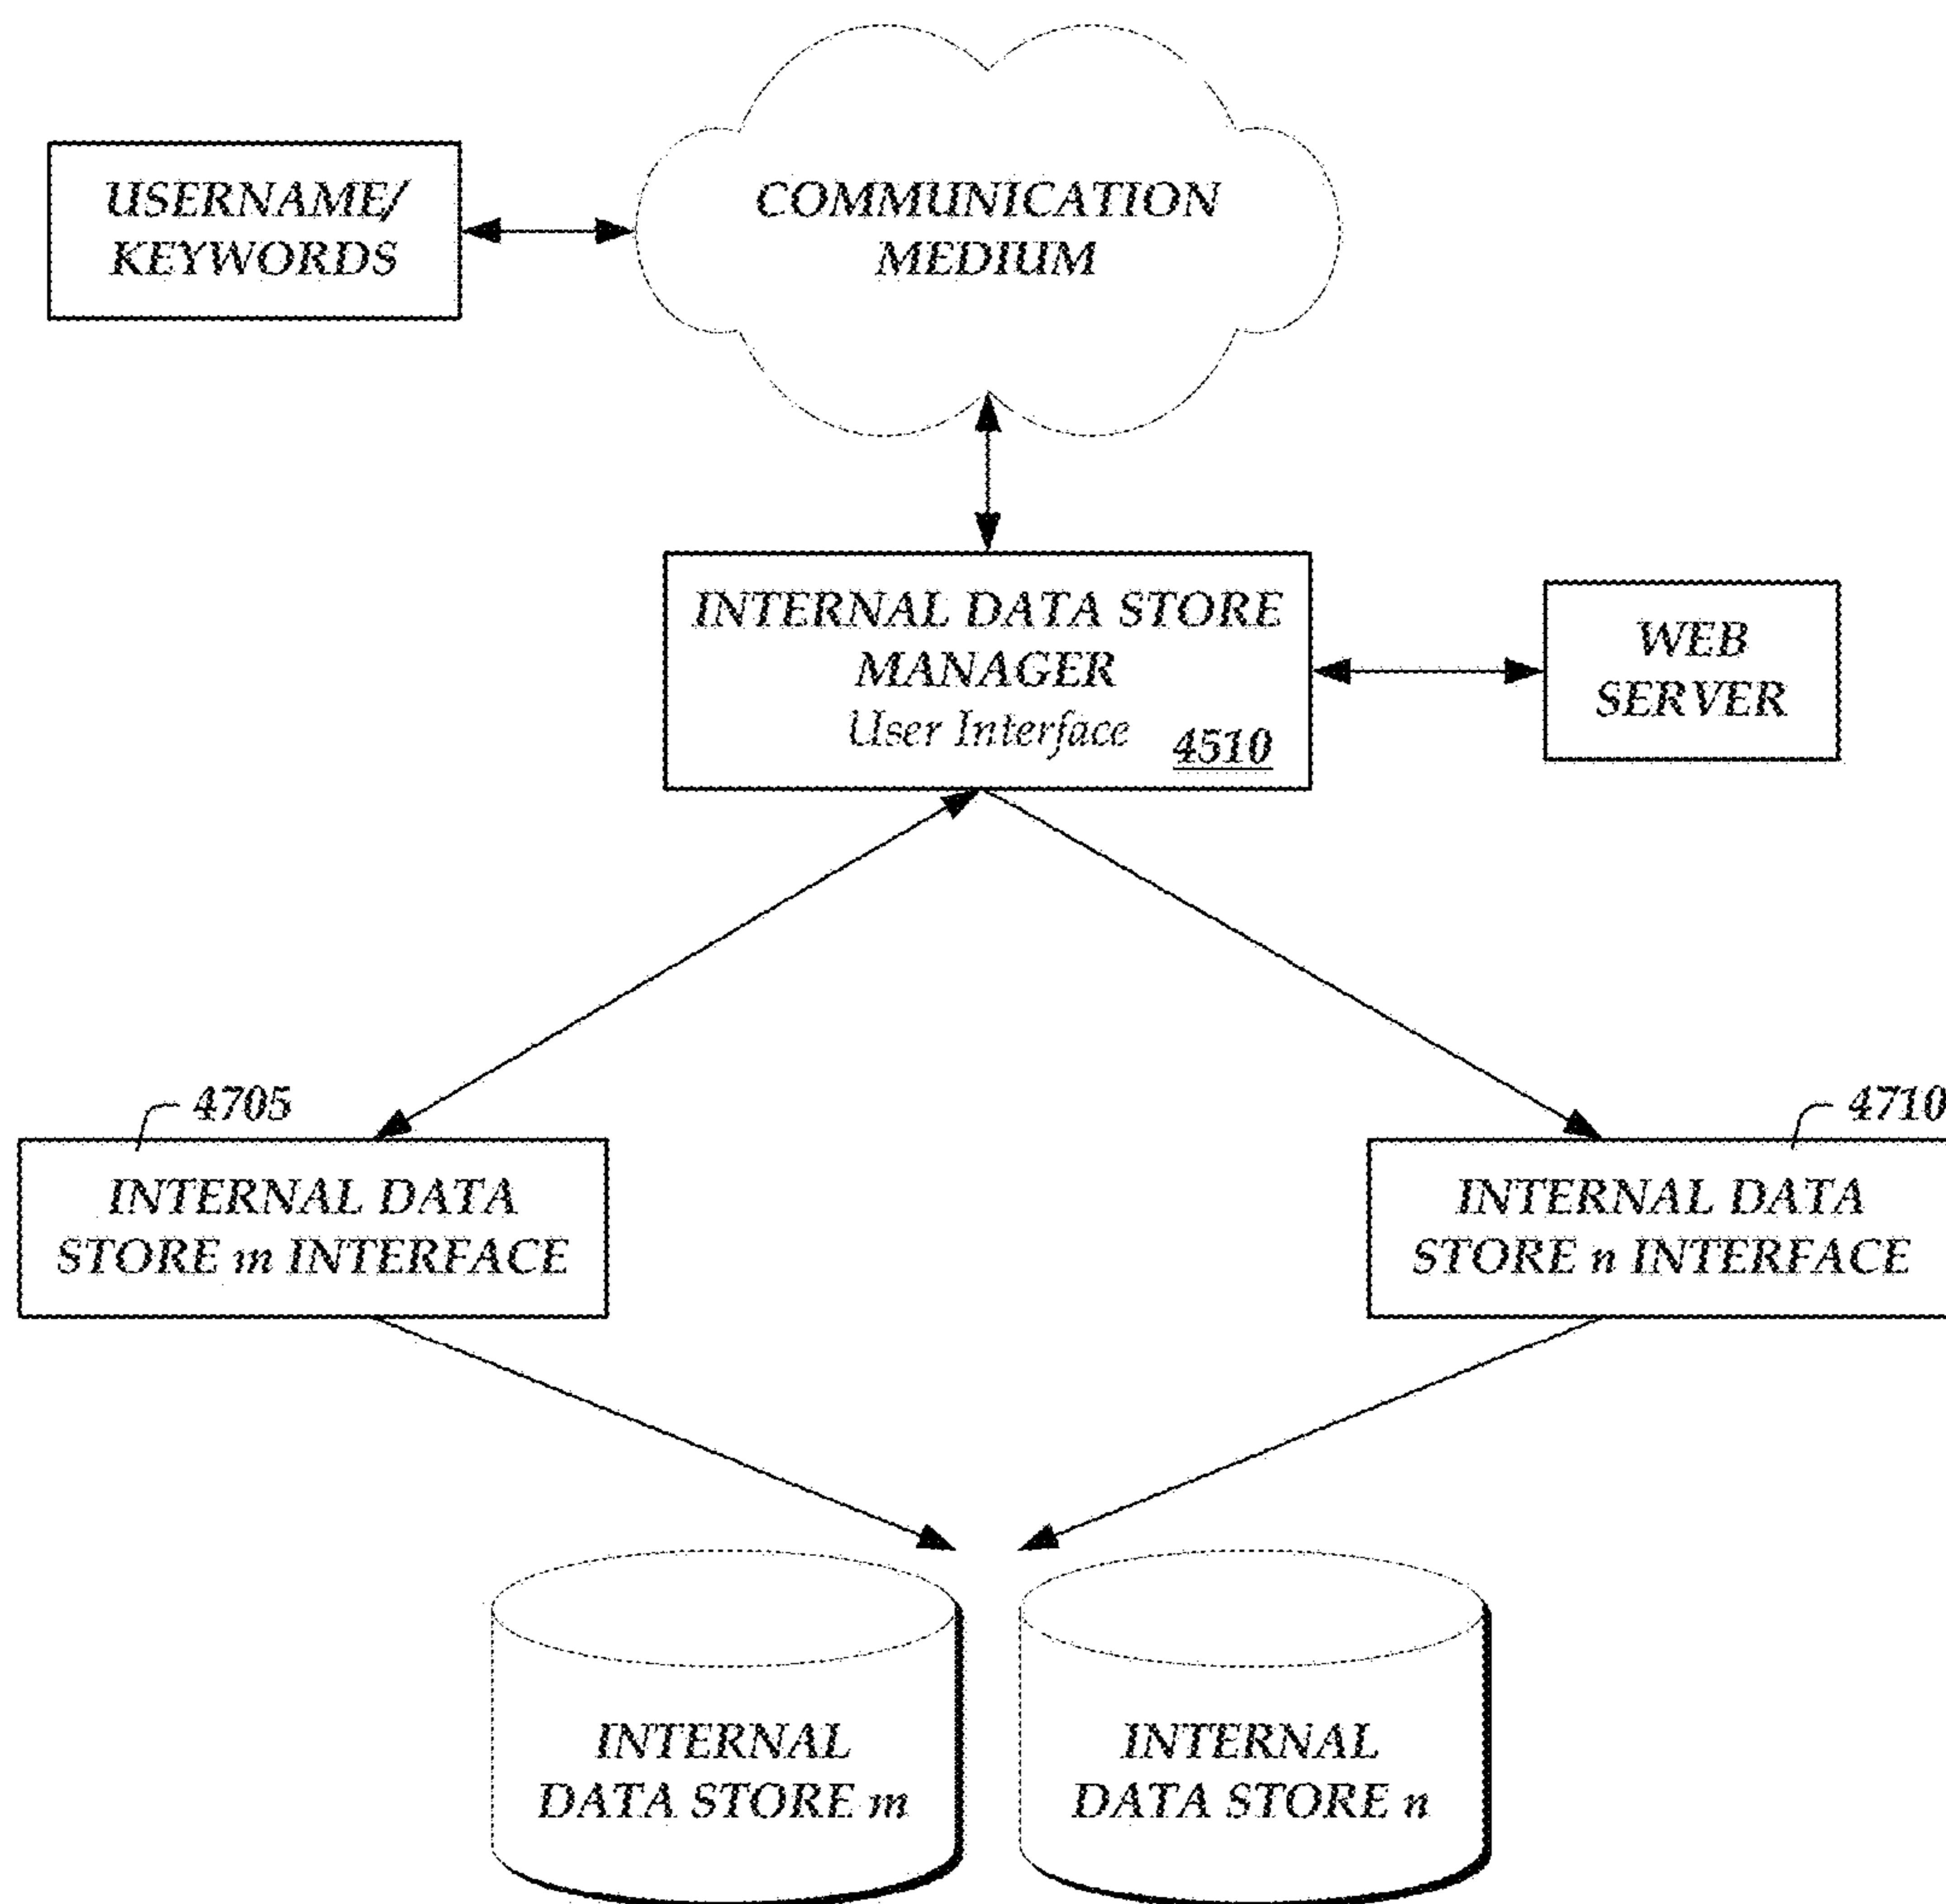 COMMUNICATION
MEDIUM
USERNAME/
KEYWORDS
INTERNAL DATA STORE
MANAGER
User Interface
4510
WEB
SERVER
4705
INTERNAL DATA
STORE m INTERFACE
4710
INTERNAL DATA
STORE n INTERFACE
INTERNAL
DATA STORE m
INTERNAL
DATA STORE n